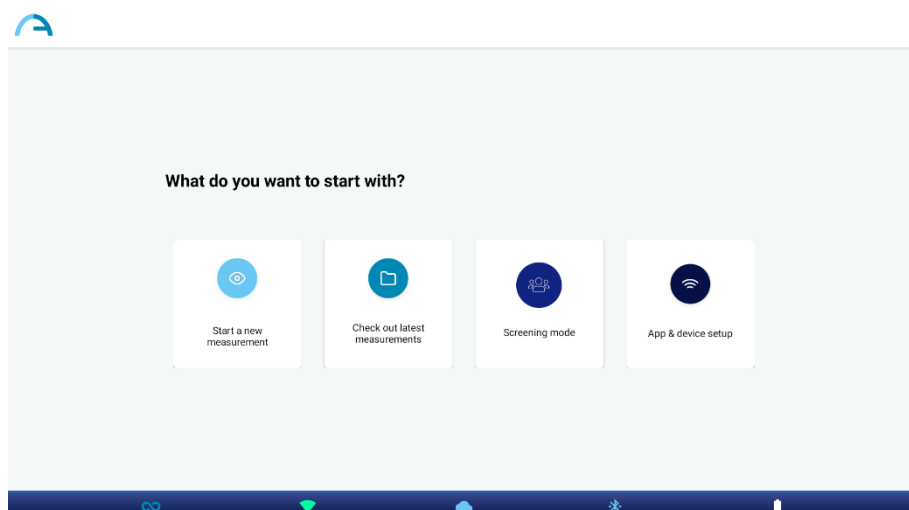 What do you want to start with?
Start a new
measurement
Check out latest
measurements
Screening mode
App & device setup